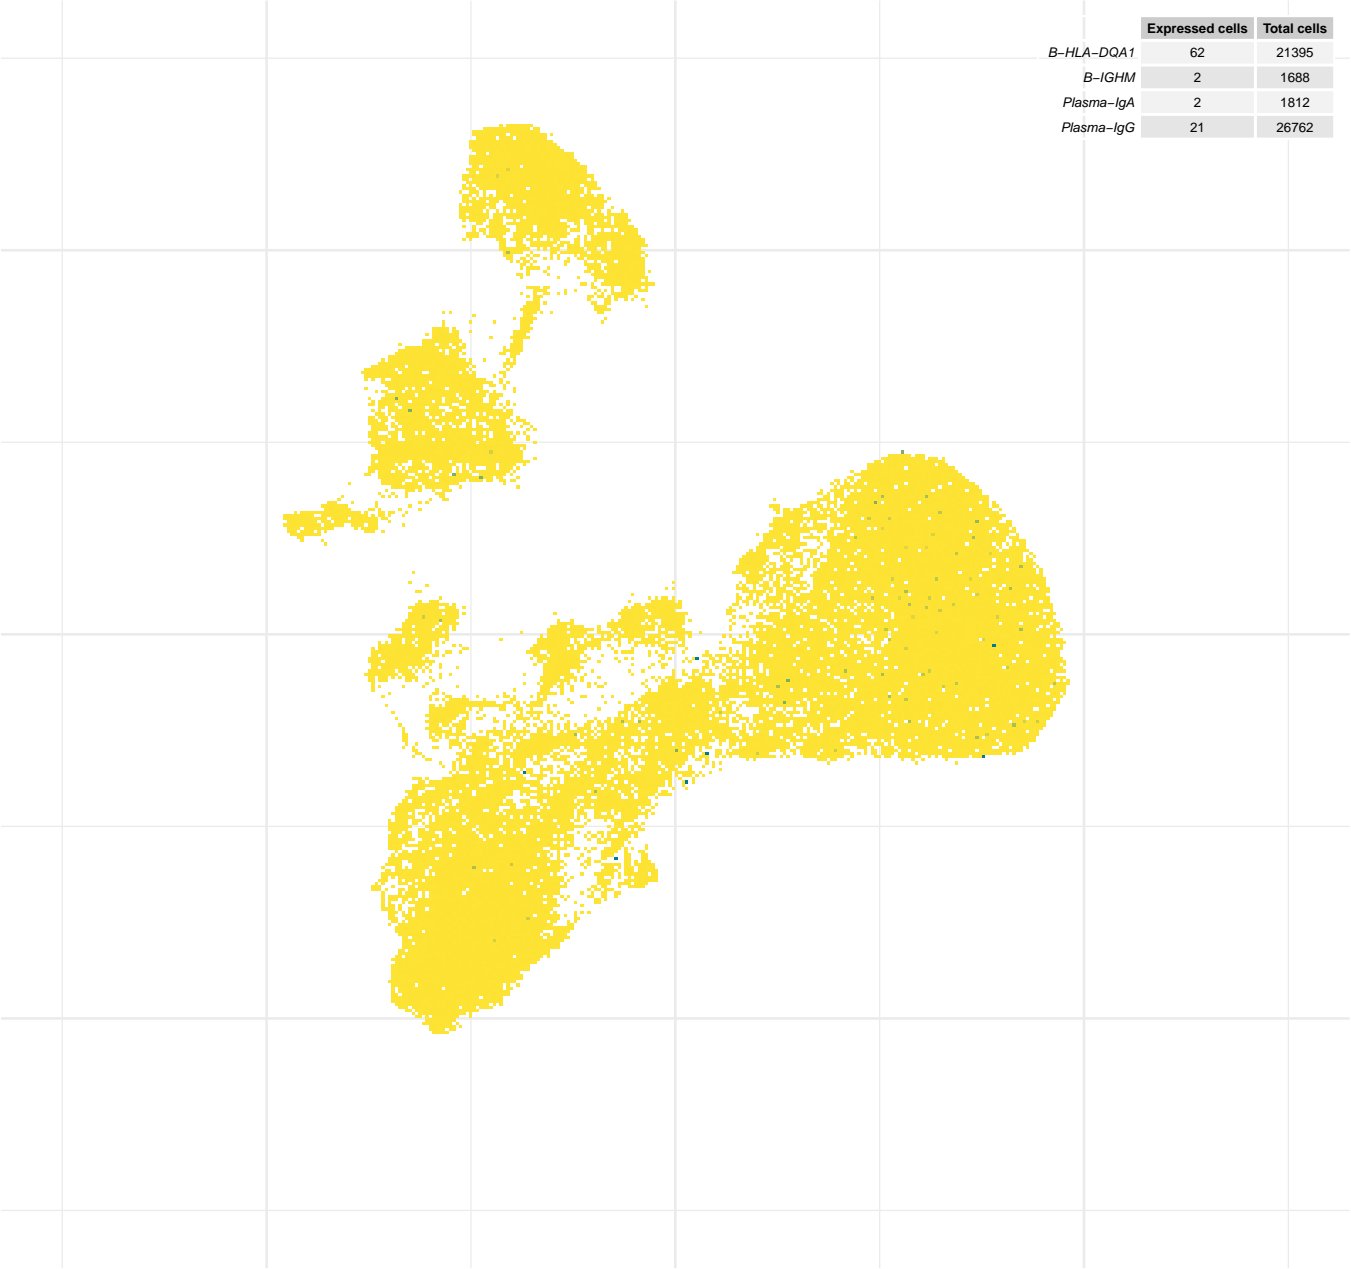 Expressed cells Total cells
B−HLA−DQA1 62 21395
B−IGHM 2 1688
Plasma−IgA 2 1812
Plasma−IgG 21 26762